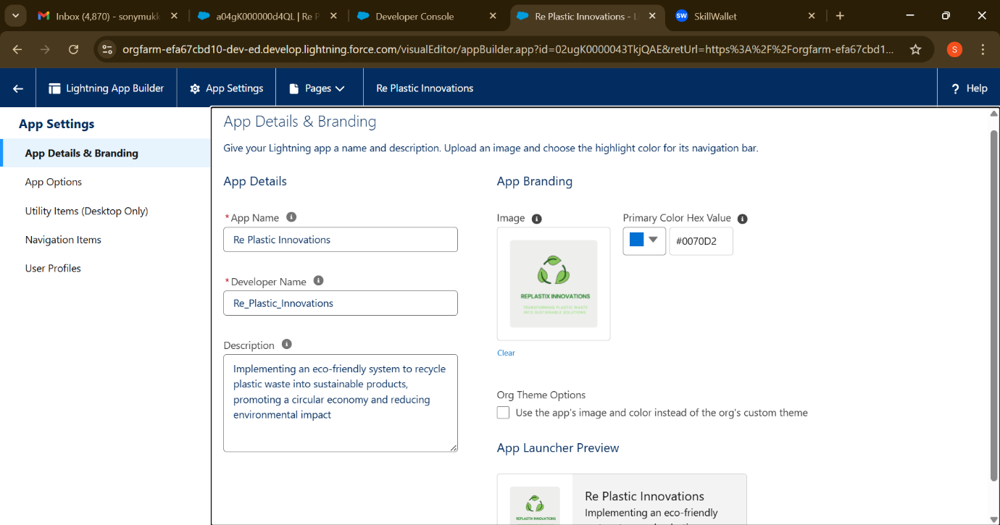 Inbox (4,870) - sonymukk
a04gK000000d4QL | Re P
Developer Console
Re Plastic Innovations - L
SW SkillWallet
orgfarm-efa67cbd10-dev-ed.develop.lightning.force.com/visualEditor/appBuilder.app?id=02ugK0000043TkjQAE&retUrl=https%3A%2F%2Forgfarm-efa67cbd1...
S
Lightning App Builder
App Settings
Pages
Re Plastic Innovations
? Help
App Settings
App Details & Branding
App Options
Utility Items (Desktop Only)
Navigation Items
User Profiles
App Details & Branding
Give your Lightning app a name and description. Upload an image and choose the highlight color for its navigation bar.
App Details
*App Name
Re Plastic Innovations
*Developer Name
Re_Plastic_Innovations
Description
Implementing an eco-friendly system to recycle
plastic waste into sustainable products,
promoting a circular economy and reducing
environmental impact
App Branding
Image
REPLASTIX INNOVATIONS
TRANSFORMING PLASTIC WASTE
INTO SUSTAINABLE SOLUTIONS
Clear
Primary Color Hex Value
#0070D2
Org Theme Options
Use the app's image and color instead of the org's custom theme
App Launcher Preview
REPLASTIX INNOVATIONS
Re Plastic Innovations
Implementing an eco-friendly